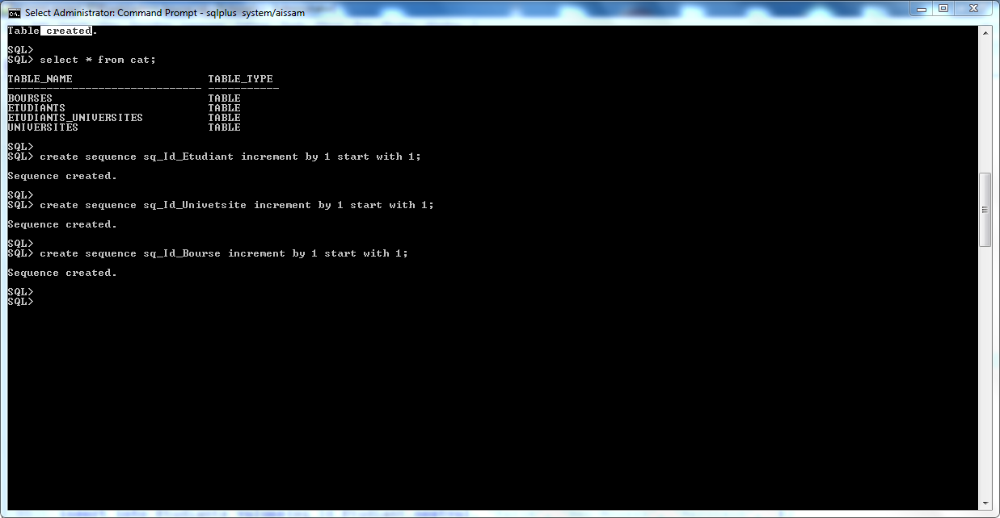 Select Administrator: Command Prompt - sqlplus system/aissam
Table created.
SQL>
SQL> select * from cat;
TABLE_NAME TABLE_TYPE
------------------------------ -----------
BOURSES TABLE
ETUDIANTS TABLE
ETUDIANTS_UNIVERSITES TABLE
UNIVERSITES TABLE
SQL>
SQL> create sequence sq_Id_Etudiant increment by 1 start with 1;
Sequence created.
SQL>
SQL> create sequence sq_Id_Univetsite increment by 1 start with 1;
Sequence created.
SQL>
SQL> create sequence sq_Id_Bourse increment by 1 start with 1;
Sequence created.
SQL>
SQL>